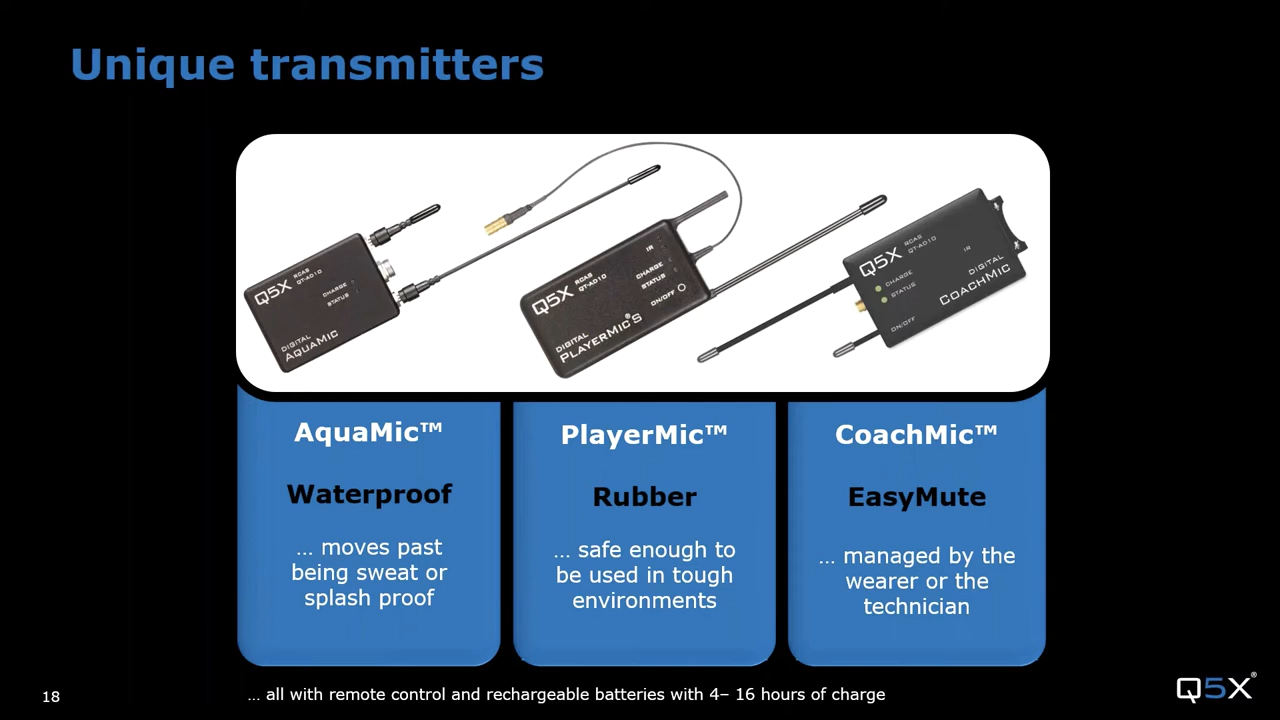 Unique transmitters
Q5X
RCAS
QT-AD10
CHARGE
STATUS
DIGITAL
AQUAMIC
Q5X
RCAS
QT-AD10
IR
CHARGE
STATUS
ON/OFF
DIGITAL
PLAYERMIC®S
Q5X
RCAS
QT-AD10
IR
CHARGE
STATUS
DIGITAL
COACHMIC
ON/OFF
AquaMic™
Waterproof
... moves past
being sweat or
splash proof
PlayerMic™
Rubber
... safe enough to
be used in tough
environments
CoachMic™
EasyMute
... managed by the
wearer or the
technician
18
... all with remote control and rechargeable batteries with 4– 16 hours of charge
Q5X®